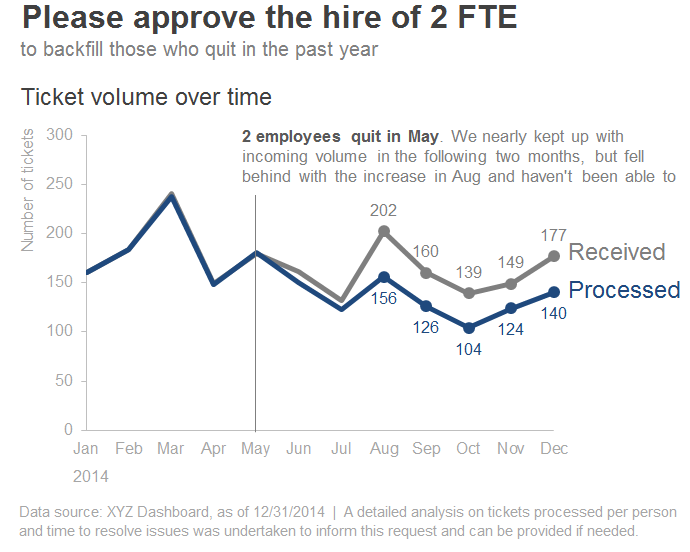 Please approve the hire of 2 FTE
to backfill those who quit in the past year
Ticket volume over time
Number of tickets
300
250
200
150
100
50
0
2 employees quit in May. We nearly kept up with
incoming volume in the following two months, but fell
behind with the increase in Aug and haven't been able to
202
160
139
149
177
Received
156
126
104
124
140
Processed
Jan Feb Mar Apr May Jun Jul Aug Sep Oct Nov Dec
2014
Data source: XYZ Dashboard, as of 12/31/2014 | A detailed analysis on tickets processed per person
and time to resolve issues was undertaken to inform this request and can be provided if needed.